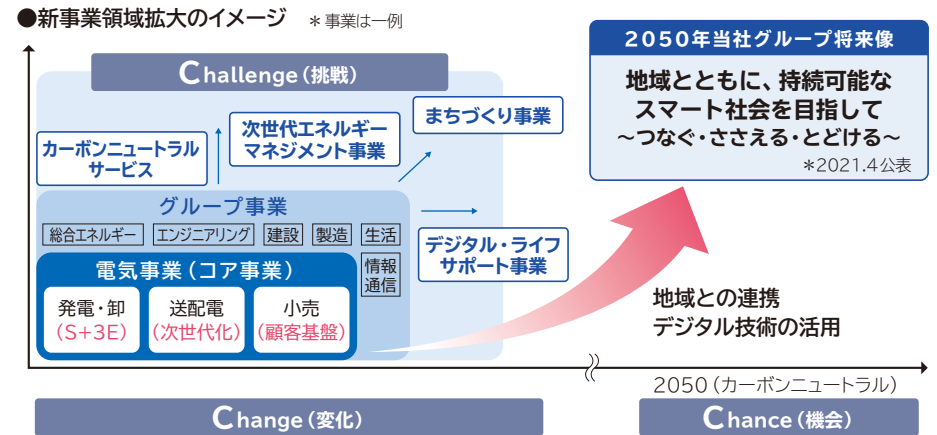 ●新事業領域拡大のイメージ ＊事業は一例
Challenge（挑戦）
カーボンニュートラル
サービス
次世代エネルギー
マネジメント事業
まちづくり事業
デジタル・ライフ
サポート事業
グループ事業
総合エネルギー エンジニアリング 建設 製造 生活
情報
通信
電気事業（コア事業）
発電・卸
（S+3E）
送配電
（次世代化）
小売
（顧客基盤）
2050年当社グループ将来像
地域とともに、持続可能な
スマート社会を目指して
～つなぐ・ささえる・とどける～
＊2021.4公表
地域との連携
デジタル技術の活用
2050（カーボンニュートラル）
Change（変化）
Chance（機会）